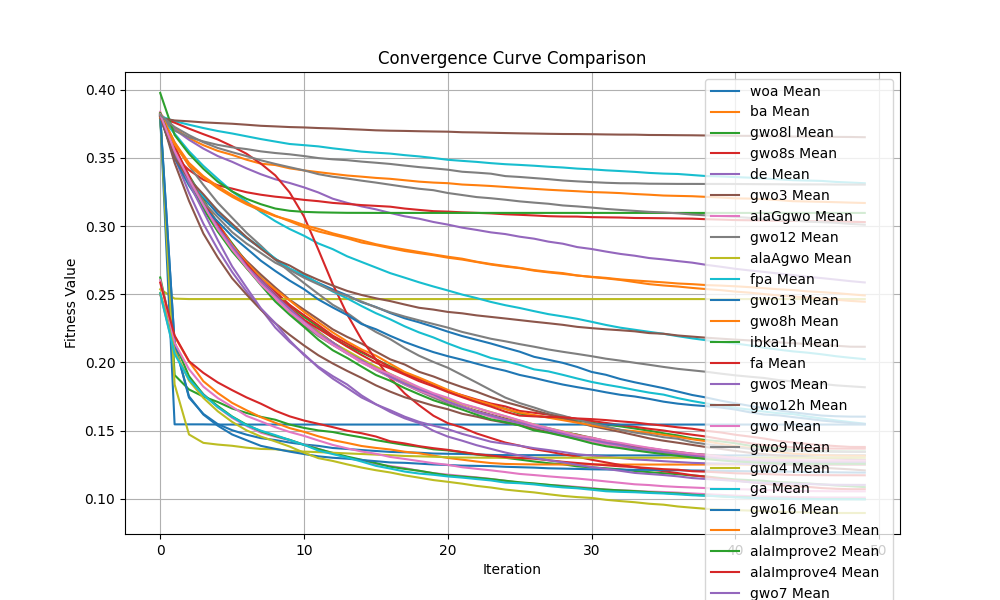 Convergence Curve Comparison
Fitness Value
0.40
0.35
0.30
0.25
0.20
0.15
0.10
0
10
20
30
40
50
Iteration
woa Mean
ba Mean
gwo8l Mean
gwo8s Mean
de Mean
gwo3 Mean
alaGgwo Mean
gwo12 Mean
alaAgwo Mean
fpa Mean
gwo13 Mean
gwo8h Mean
ibka1h Mean
fa Mean
gwos Mean
gwo12h Mean
gwo Mean
gwo9 Mean
gwo4 Mean
ga Mean
gwo16 Mean
alaImprove3 Mean
alaImprove2 Mean
alaImprove4 Mean
gwo7 Mean